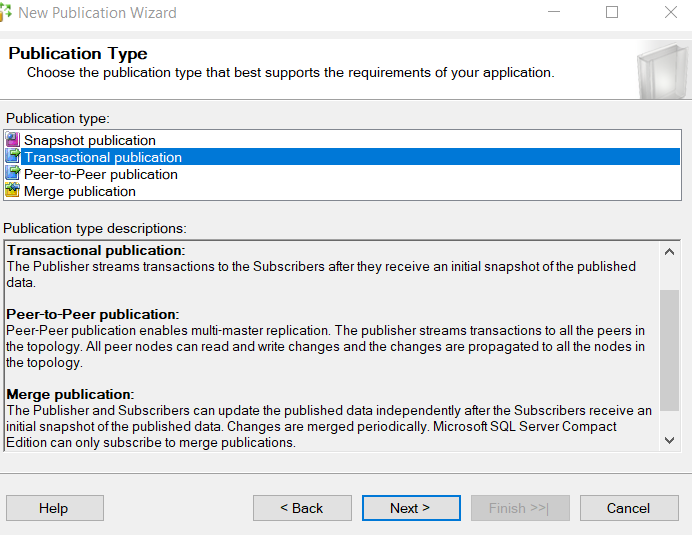 New Publication Wizard
Publication Type
Choose the publication type that best supports the requirements of your application.
Publication type:
Snapshot publication
Transactional publication
Peer-to-Peer publication
Merge publication
Publication type descriptions:
Transactional publication:
The Publisher streams transactions to the Subscribers after they receive an initial snapshot of the published
data.
Peer-to-Peer publication:
Peer-Peer publication enables multi-master replication. The publisher streams transactions to all the peers in
the topology. All peer nodes can read and write changes and the changes are propagated to all the nodes in
the topology.
Merge publication:
The Publisher and Subscribers can update the published data independently after the Subscribers receive an
initial snapshot of the published data. Changes are merged periodically. Microsoft SQL Server Compact
Edition can only subscribe to merge publications.
Help
< Back
Next >
Finish >>|
Cancel